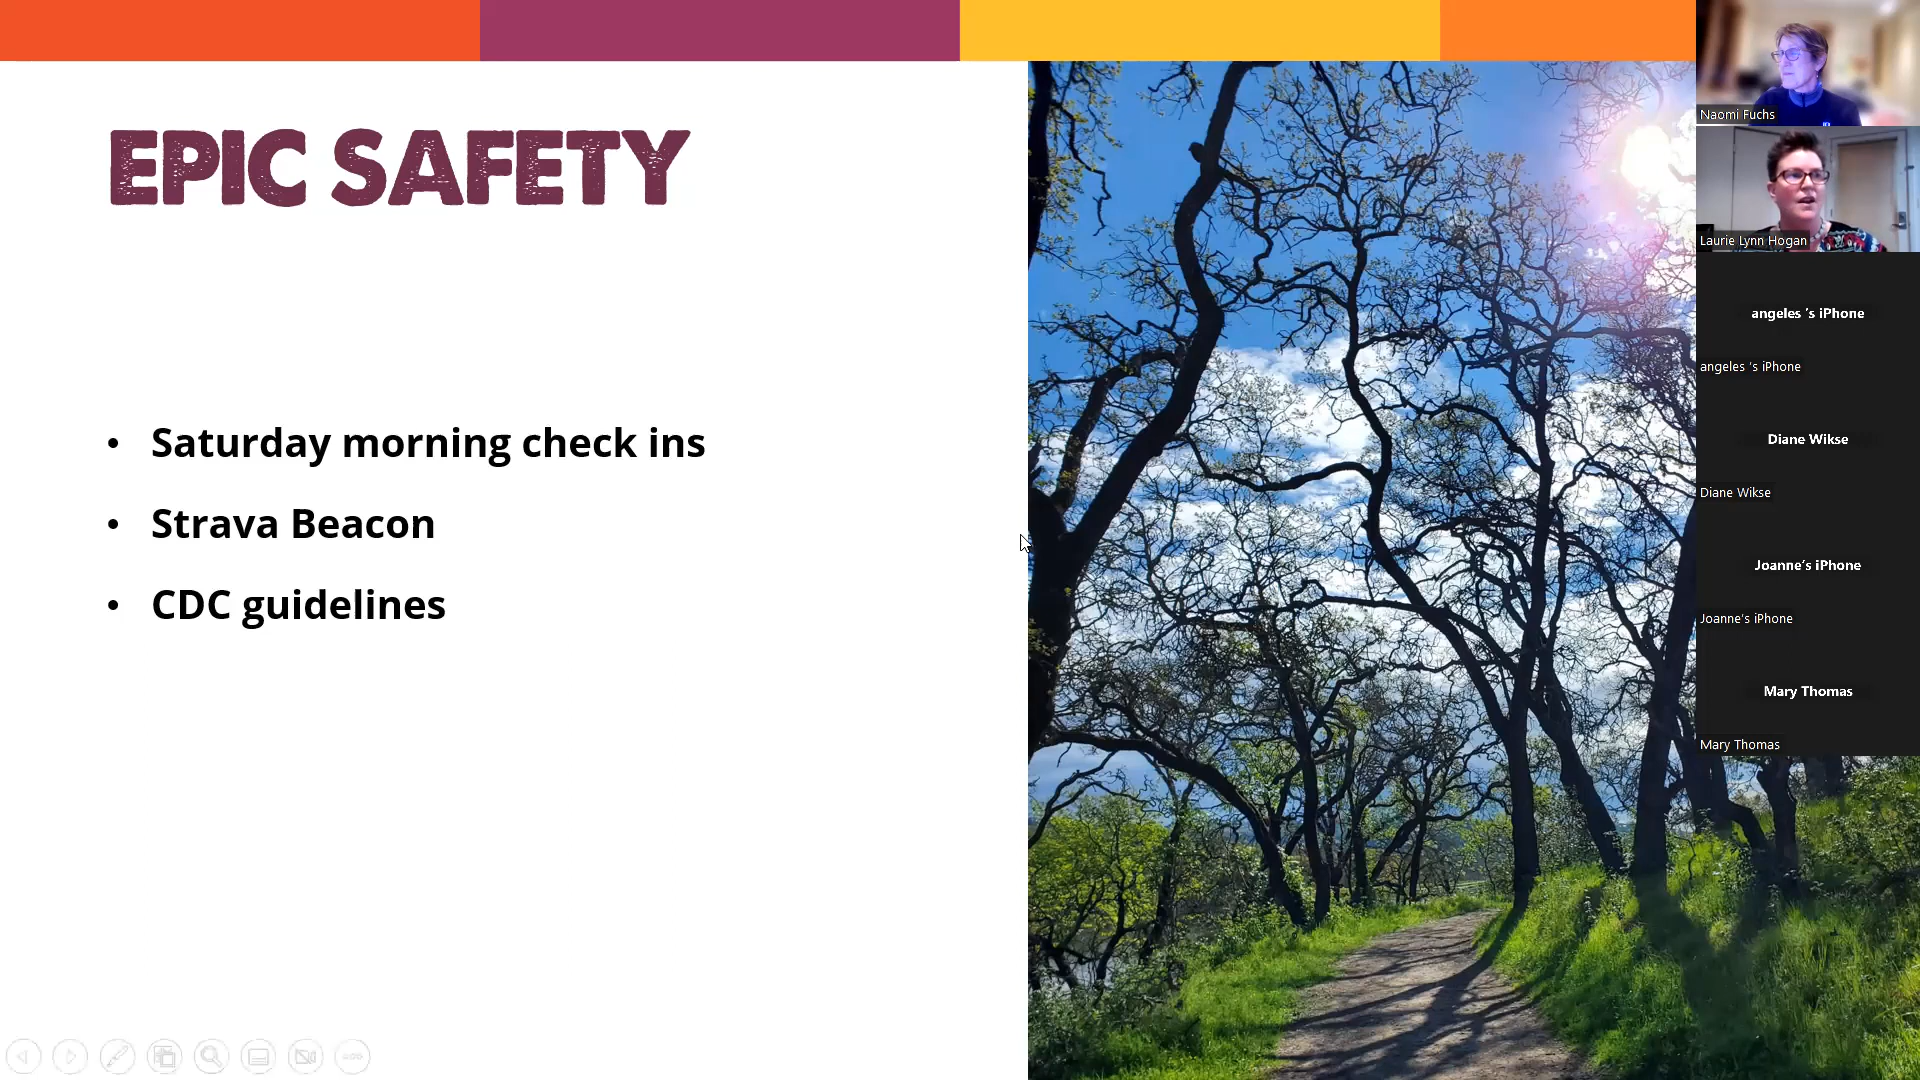 EPIC SAFETY
• Saturday morning check ins
• Strava Beacon
• CDC guidelines
Naomi Fuchs
Laurie Lynn Hogan
angeles 's iPhone
angeles 's iPhone
Diane Wikse
Diane Wikse
Joanne's iPhone
Joanne's iPhone
Mary Thomas
Mary Thomas